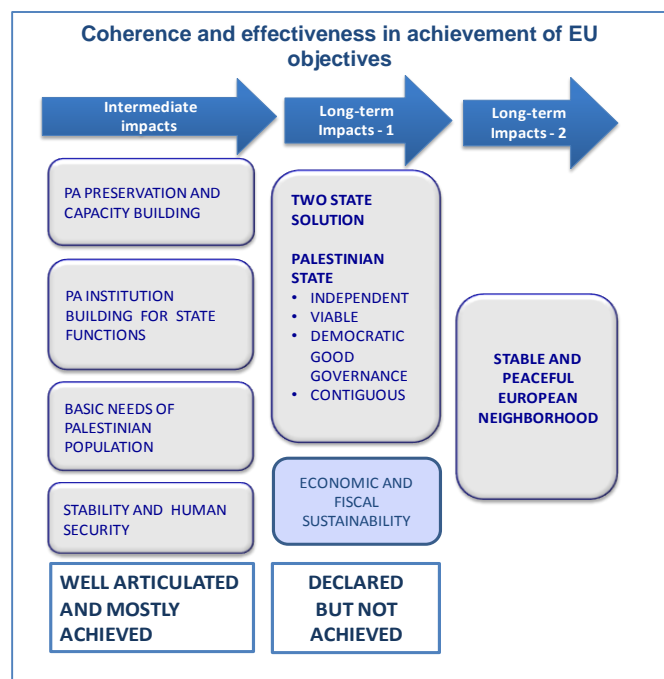 Coherence and effectiveness in achievement of EU
objectives
Intermediate
impacts
Long-term
Impacts - 1
Long-term
Impacts - 2
PA PRESERVATION AND
CAPACITY BUILDING
PA INSTITUTION
BUILDING FOR STATE
FUNCTIONS
BASIC NEEDS OF
PALESTINIAN
POPULATION
STABILITY AND HUMAN
SECURITY
WELL ARTICULATED
AND MOSTLY
ACHIEVED
TWO STATE
SOLUTION
PALESTINIAN
STATE
• INDEPENDENT
• VIABLE
• DEMOCRATIC
GOOD
GOVERNANCE
• CONTIGUOUS
ECONOMIC AND
FISCAL
SUSTAINABILITY
DECLARED
BUT NOT
ACHIEVED
STABLE AND
PEACEFUL
EUROPEAN
NEIGHBORHOOD